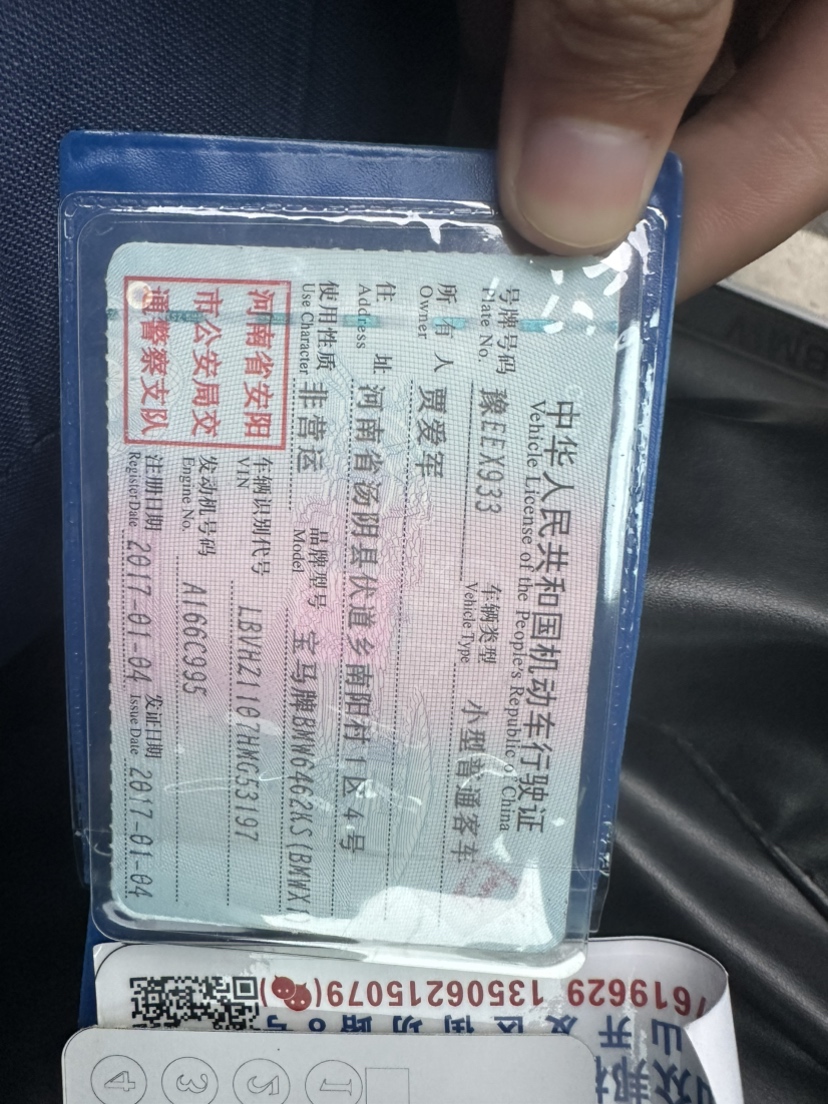 中华人民共和国机动车行驶证
Vehicle License of the People's Republic of China
号牌号码 豫EEX933 车辆类型 小型普通客车
Plate No. Vehicle Type
所有人 贾爱军
Owner
住址 河南省汤阴县伏道乡南阳村1区4号
Address
使用性质 非营运 品牌型号 宝马牌BMW6462KS(BMWX1)
Use Character Model
河南省安阳
市公安局交
通警察支队
车辆识别代号 LBVHZ1107HMG53197
VIN
发动机号码 A166C995
Engine No.
注册日期 2017-01-04 发证日期 2017-01-04
Register Date Issue Date
7619629 13506215079(
BMW
1
5
3
4